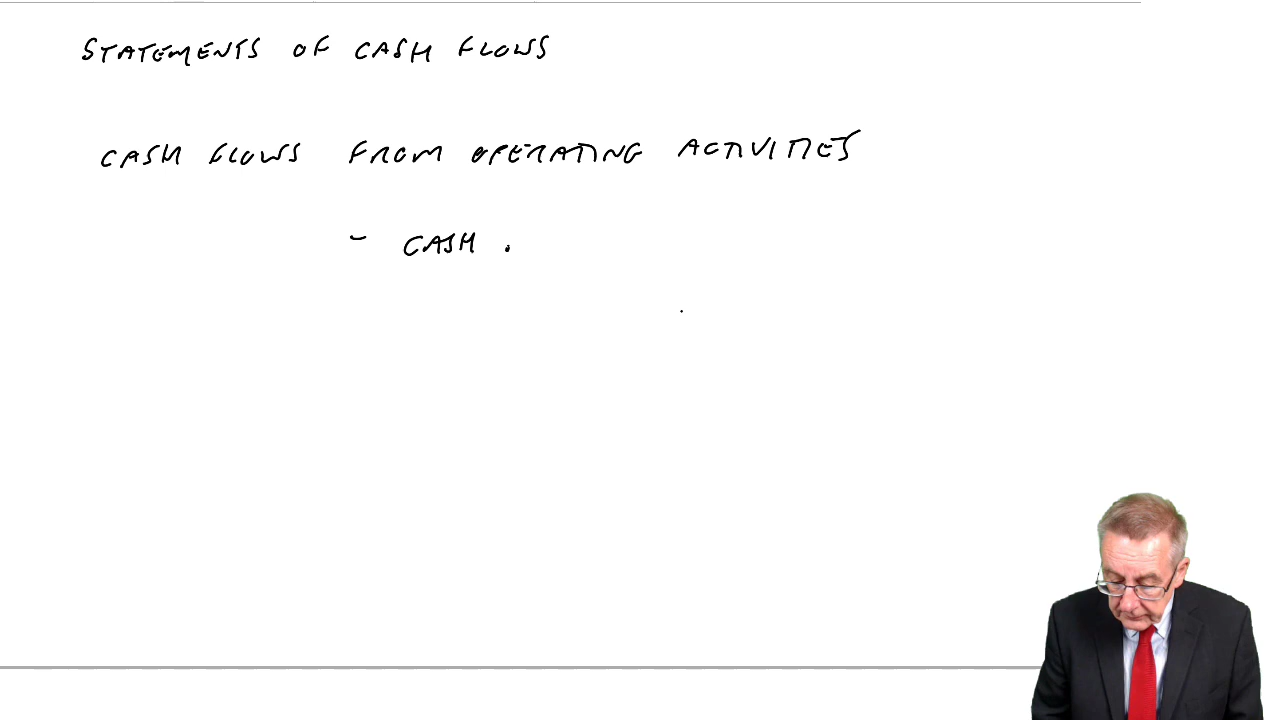 STATEMENTS OF CASH FLOWS
CASH FLOWS FROM OPERATING ACTIVITIES
- CASH .